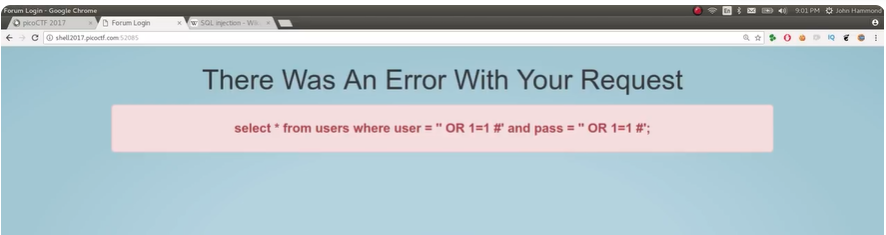 Forum Login - Google Chrome
En
9:01 PM
John Hammond
picoCTF 2017
Forum Login
SQL injection - Wik
shell2017.picoctf.com:52085
There Was An Error With Your Request
select * from users where user = '' OR 1=1 #' and pass = '' OR 1=1 #';